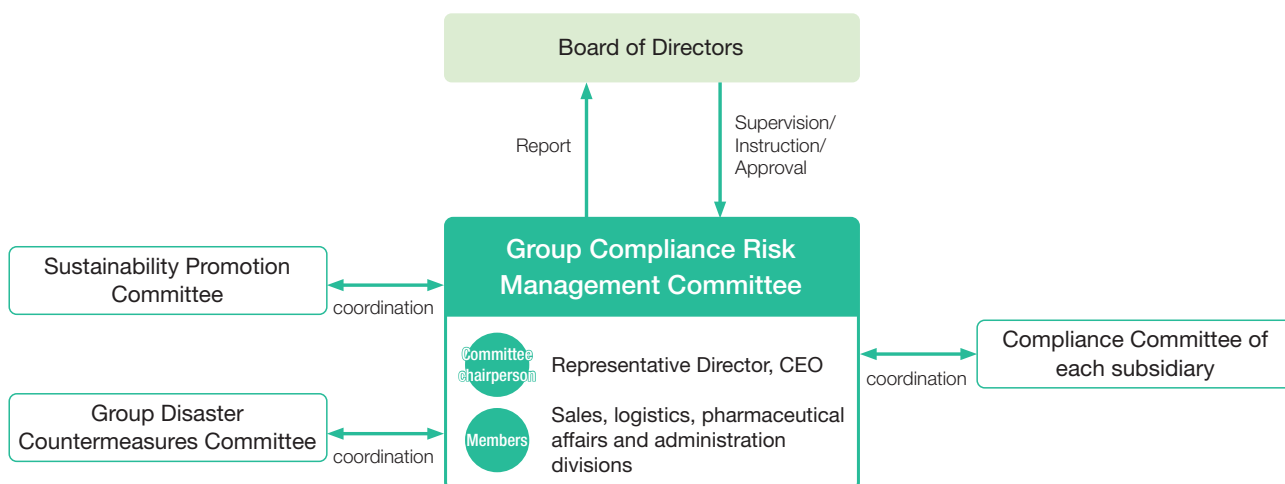 Board of Directors
Report
Supervision/
Instruction/
Approval
Group Compliance Risk
Management Committee
Sustainability Promotion
Committee
coordination
Committee
chairperson
Representative Director, CEO
Compliance Committee of
each subsidiary
coordination
Group Disaster
Countermeasures Committee
coordination
Members
Sales, logistics, pharmaceutical
affairs and administration
divisions